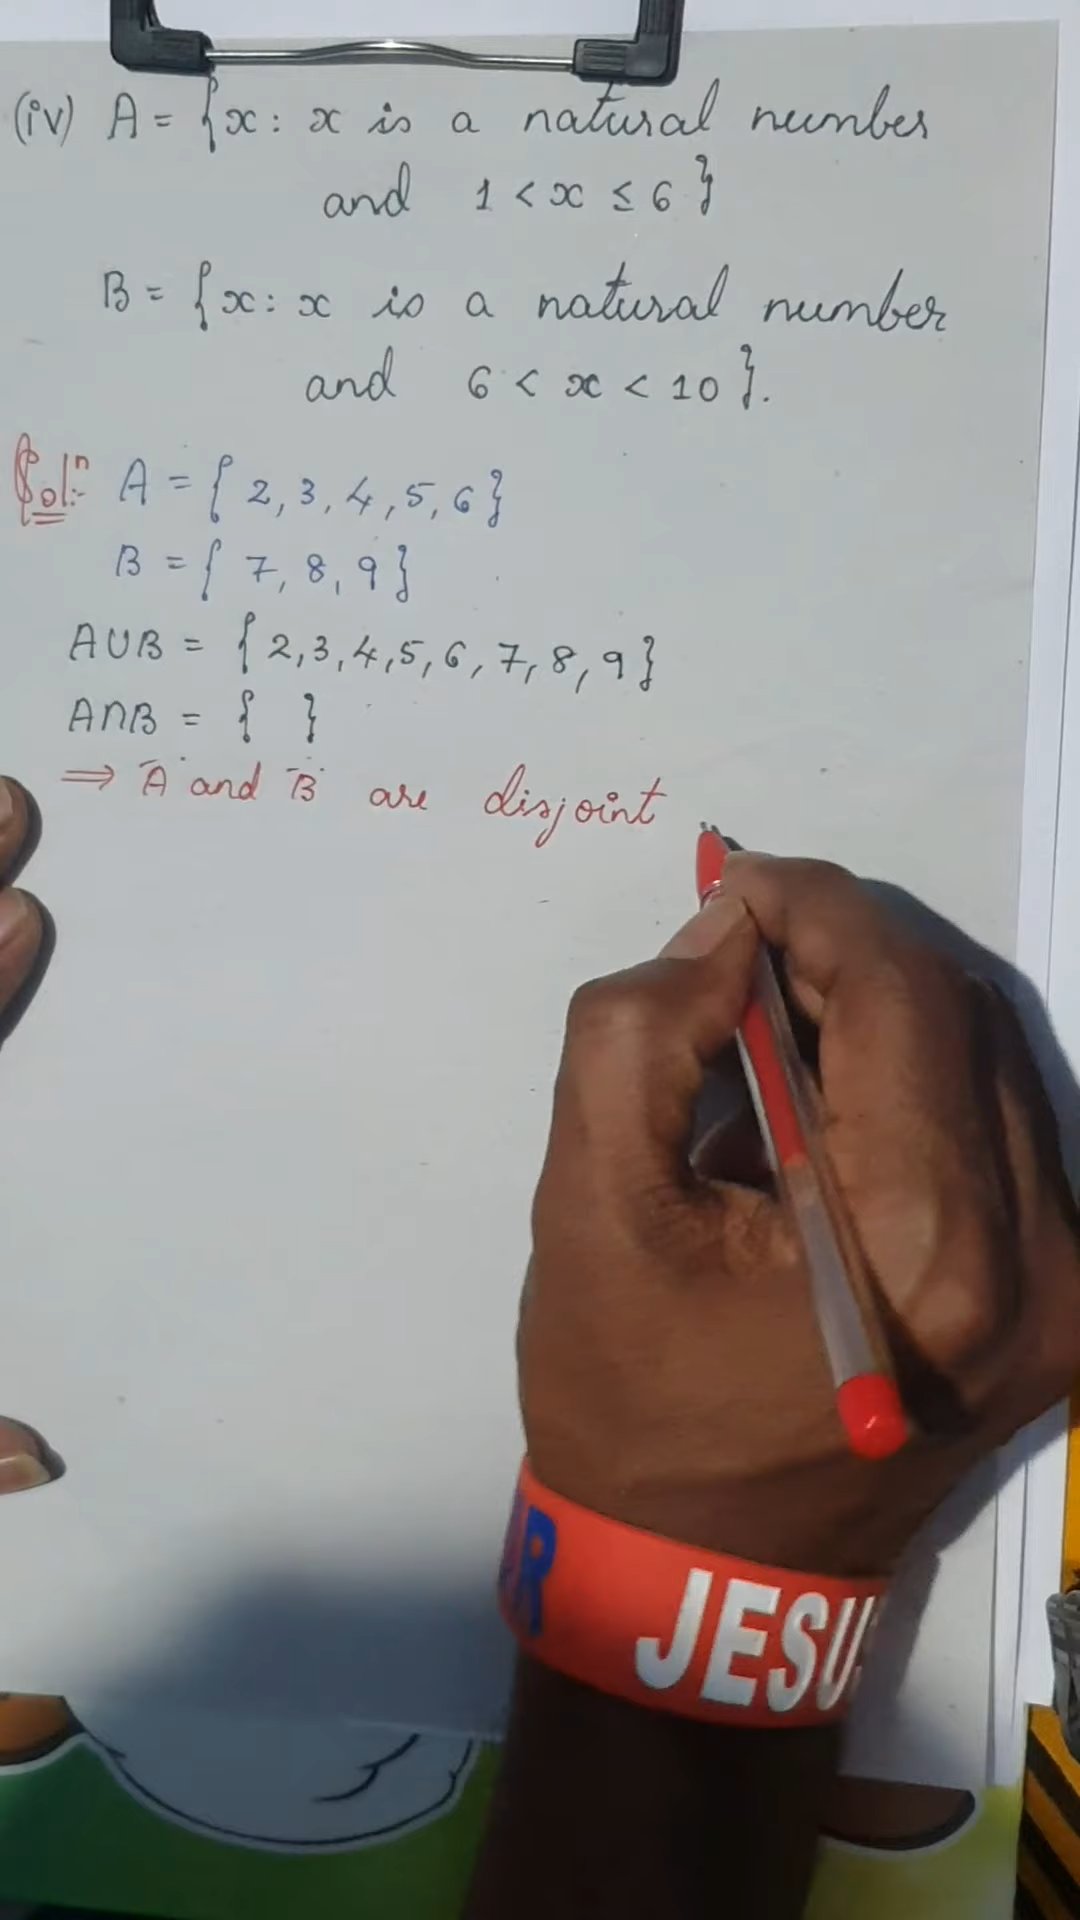 (iv) A = {x : x is a natural number
and 1 < x ≤ 6}
B = {x : x is a natural number
and 6 < x < 10}.
Solⁿ:- A = {2, 3, 4, 5, 6}
B = {7, 8, 9}
A∪B = {2, 3, 4, 5, 6, 7, 8, 9}
A∩B = { }
⇒ A and B are disjoint
JESU